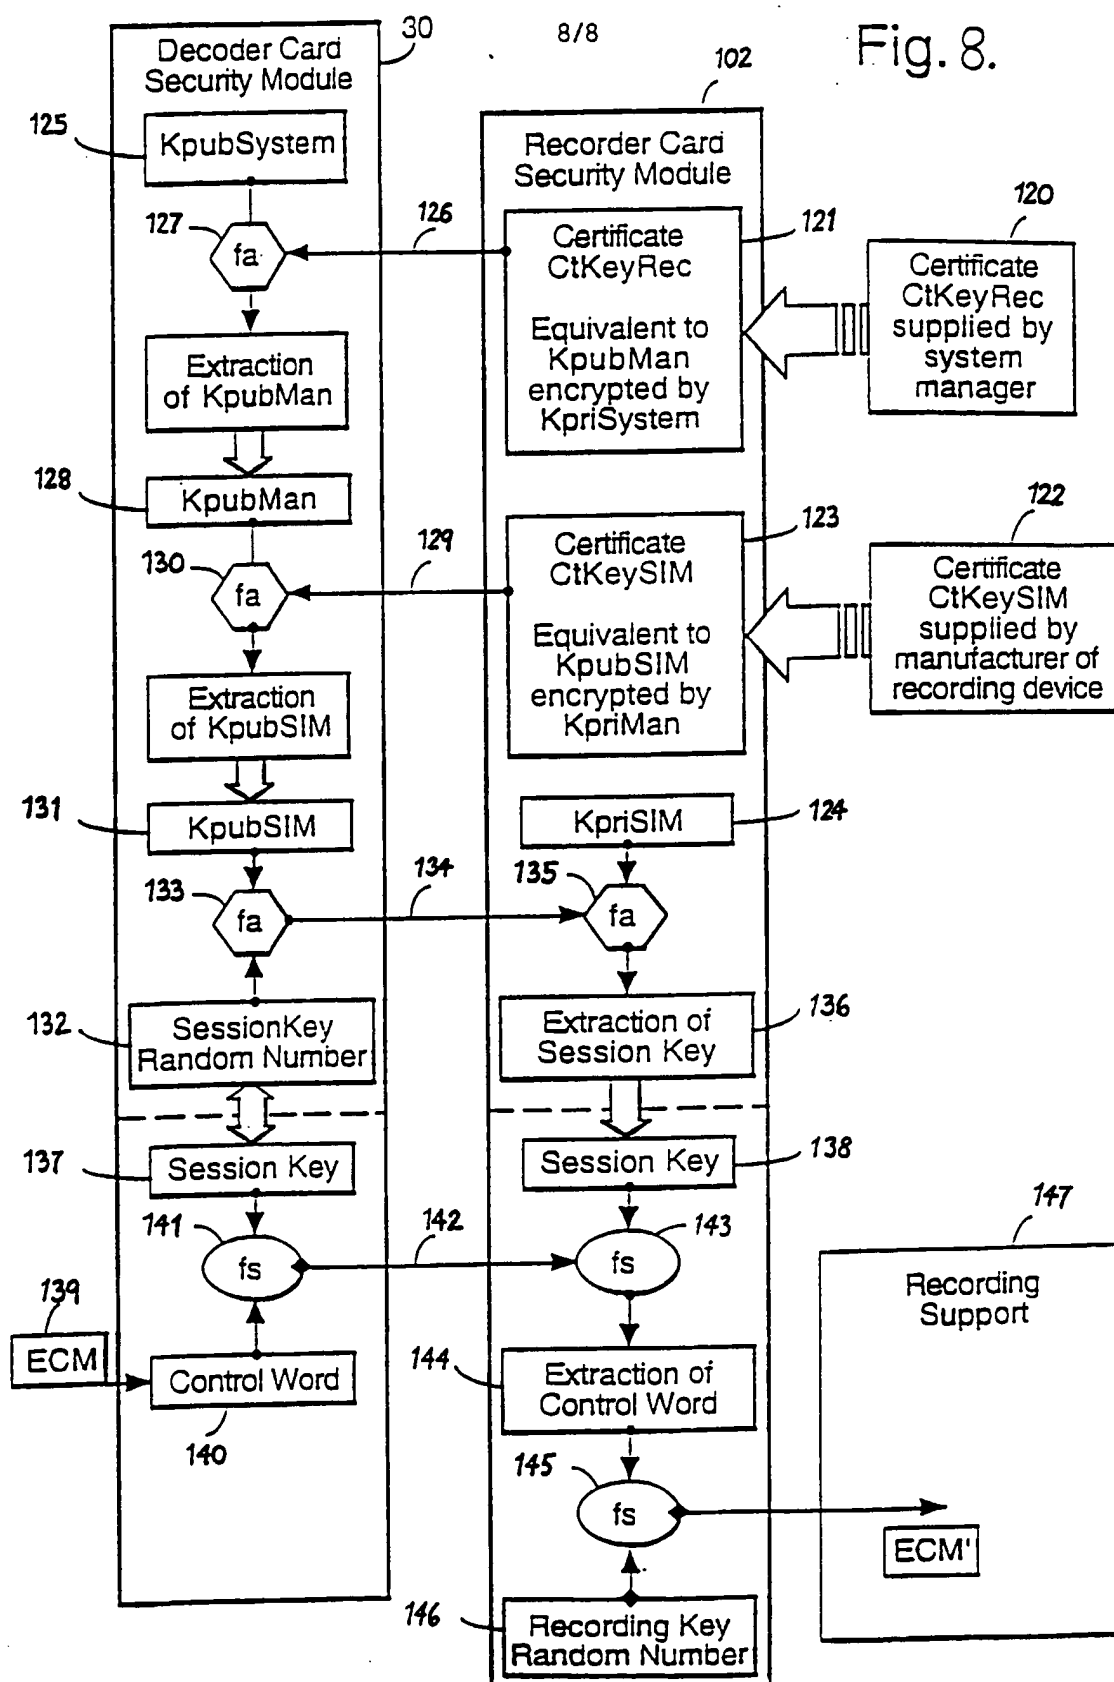 8/8
Fig. 8.
30
Decoder Card
Security Module
102
125
KpubSystem
Recorder Card
Security Module
127
fa
126
121
Certificate
CtKeyRec
Equivalent to
KpubMan
encrypted by
KpriSystem
120
Certificate
CtKeyRec
supplied by
system
manager
Extraction
of KpubMan
128
KpubMan
130
fa
129
123
Certificate
CtKeySIM
Equivalent to
KpubSIM
encrypted by
KpriMan
122
Certificate
CtKeySIM
supplied by
manufacturer of
recording device
Extraction
of KpubSIM
131
KpubSIM
KpriSIM
124
133
fa
134
135
fa
132
SessionKey
Random Number
Extraction of
Session Key
136
137
Session Key
Session Key
138
141
fs
142
fs
143
147
Recording
Support
139
ECM
Control Word
140
144
Extraction of
Control Word
145
fs
ECM'
146
Recording Key
Random Number